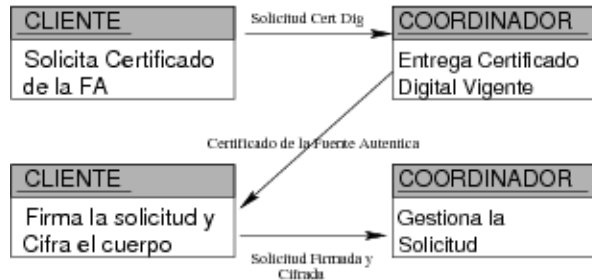 CLIENTE
Solicita Certificado
de la FA
Solicitud Cert Dig
COORDINADOR
Entrega Certificado
Digital Vigente
Certificado de la Fuente Autentica
CLIENTE
Firma la solicitud y
Cifra el cuerpo
Solicitud Firmada y
Cifrada
COORDINADOR
Gestiona la
Solicitud